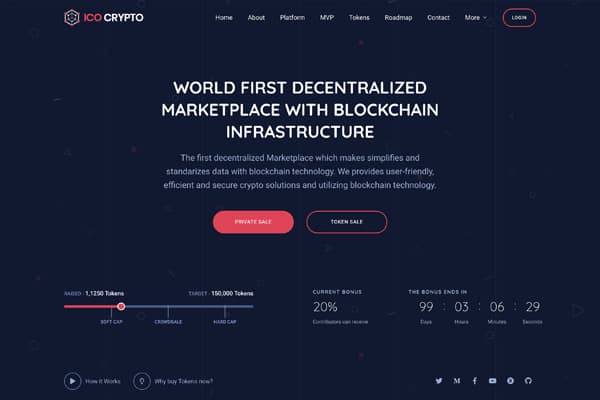 ICO CRYPTO
Home About Platform MVP Tokens Roadmap Contact More LOGIN
WORLD FIRST DECENTRALIZED
MARKETPLACE WITH BLOCKCHAIN
INFRASTRUCTURE
The first decentralized Marketplace which makes simplifies and
standarizes data with blockchain technology. We provides user-friendly,
efficient and secure crypto solutions and utilizing blockchain technology.
PRIVATE SALE TOKEN SALE
RAISED - 1,1250 Tokens TARGET - 150,000 Tokens
SOFT CAP CROWDSALE HARD CAP
CURRENT BONUS
20%
Contributors can receive
THE BONUS ENDS IN
99 : 03 : 06 : 29
Days Hours Minutes Seconds
How it Works Why buy Tokens now?